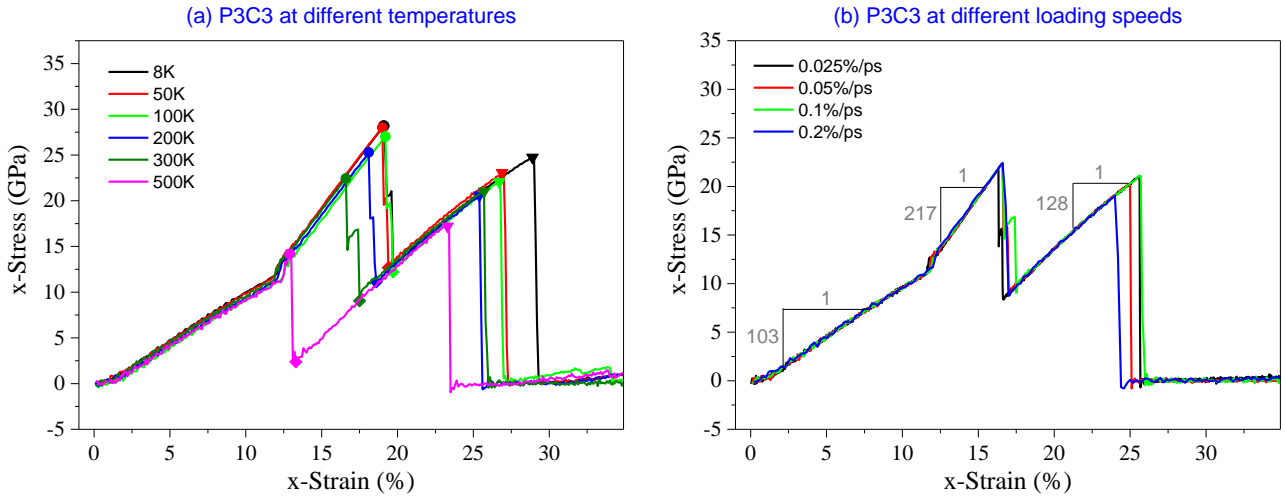 (a) P3C3 at different temperatures
35
30
25
20
15
10
5
0
-5
x-Stress (GPa)
8K
50K
100K
200K
300K
500K
0 5 10 15 20 25 30
x-Strain (%)
(b) P3C3 at different loading speeds
35
30
25
20
15
10
5
0
-5
x-Stress (GPa)
0.025%/ps
0.05%/ps
0.1%/ps
0.2%/ps
1
217
1
128
1
103
0 5 10 15 20 25 30
x-Strain (%)